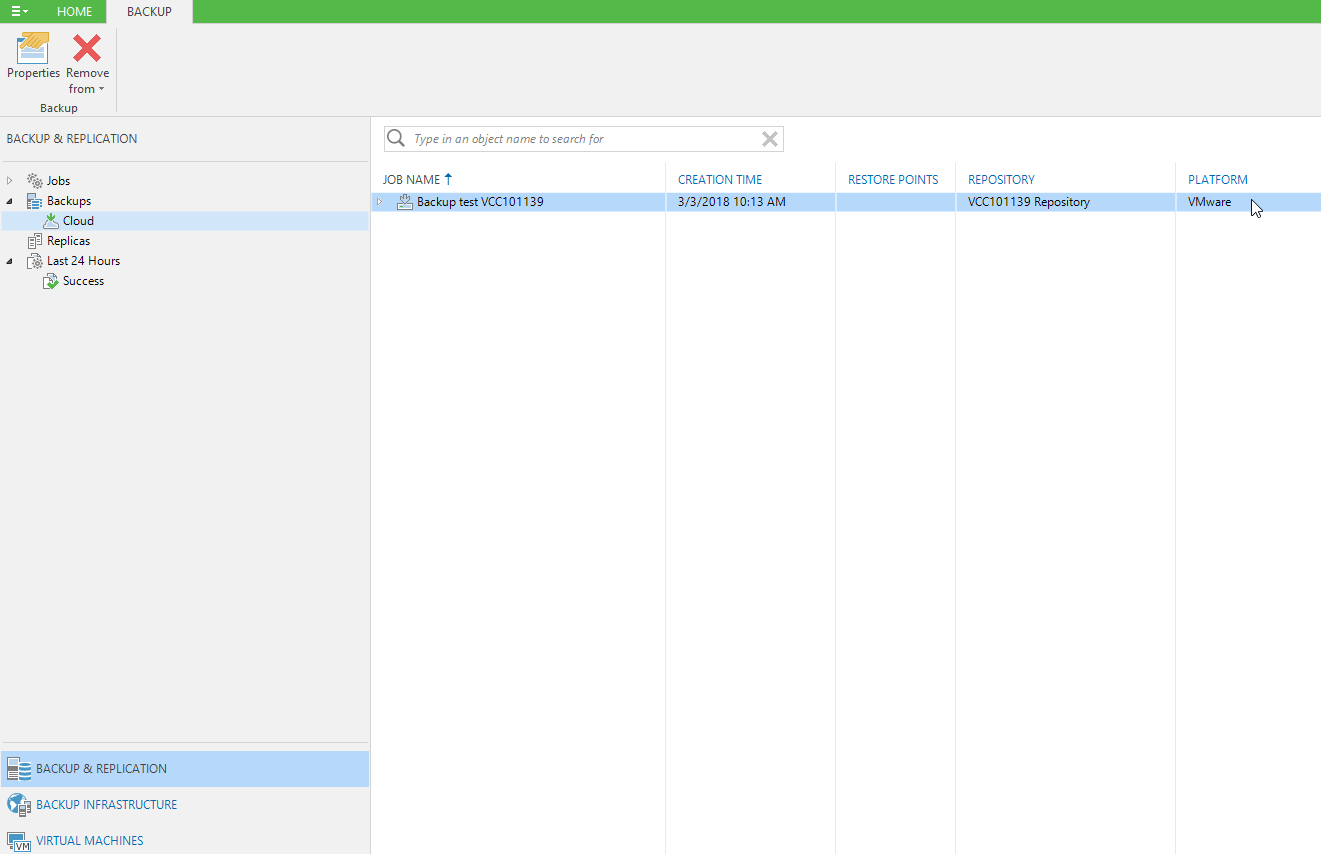 HOME BACKUP
Properties Remove from
Backup
BACKUP & REPLICATION
Type in an object name to search for
Jobs
Backups
Cloud
Replicas
Last 24 Hours
Success
JOB NAME CREATION TIME RESTORE POINTS REPOSITORY PLATFORM
Backup test VCC101139 3/3/2018 10:13 AM VCC101139 Repository VMware
BACKUP & REPLICATION
BACKUP INFRASTRUCTURE
VM VIRTUAL MACHINES